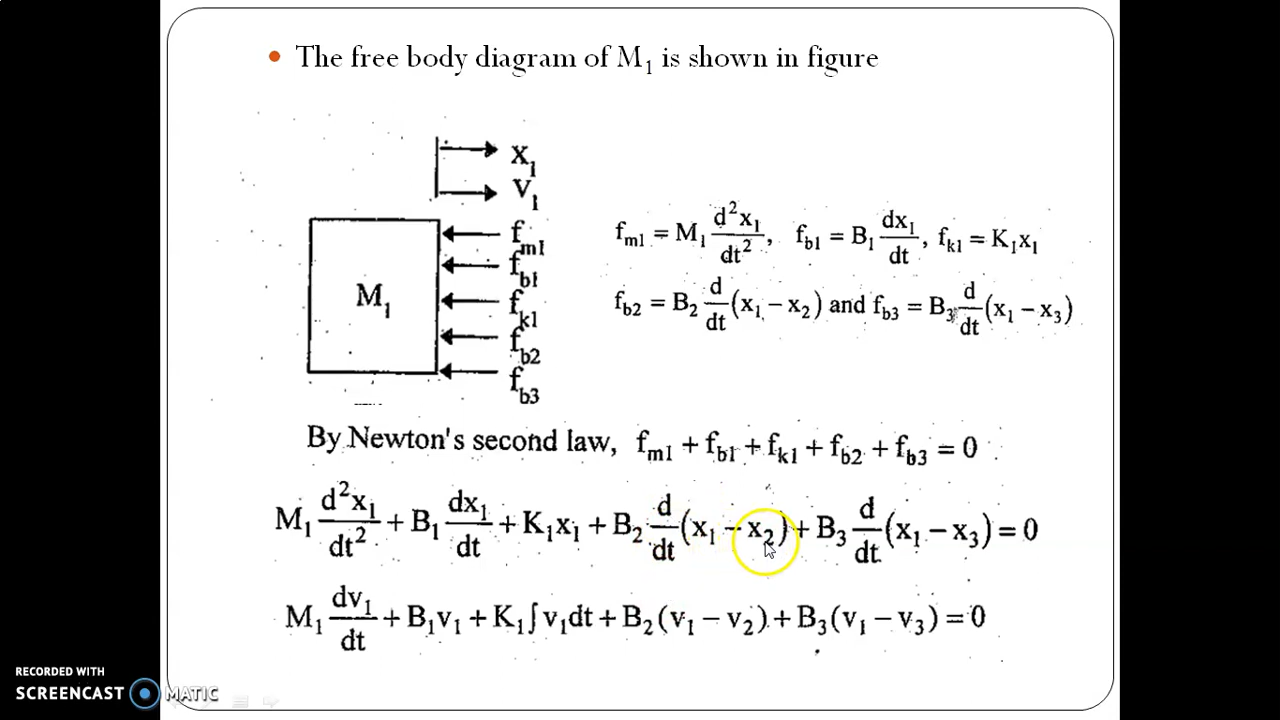 • The free body diagram of M₁ is shown in figure
X₁
V₁
f_m1
f_b1
f_k1
f_b2
f_b3
M₁
f_m1 = M₁ d²x₁/dt², f_b1 = B₁ dx₁/dt, f_k1 = K₁x₁
f_b2 = B₂ d/dt (x₁ – x₂) and f_b3 = B₃ d/dt (x₁ – x₃)
By Newton's second law, f_m1 + f_b1 + f_k1 + f_b2 + f_b3 = 0
M₁ d²x₁/dt² + B₁ dx₁/dt + K₁x₁ + B₂ d/dt (x₁ – x₂) + B₃ d/dt (x₁ – x₃) = 0
M₁ dv₁/dt + B₁v₁ + K₁∫v₁dt + B₂(v₁ – v₂) + B₃(v₁ – v₃) = 0
RECORDED WITH
SCREENCAST MATIC